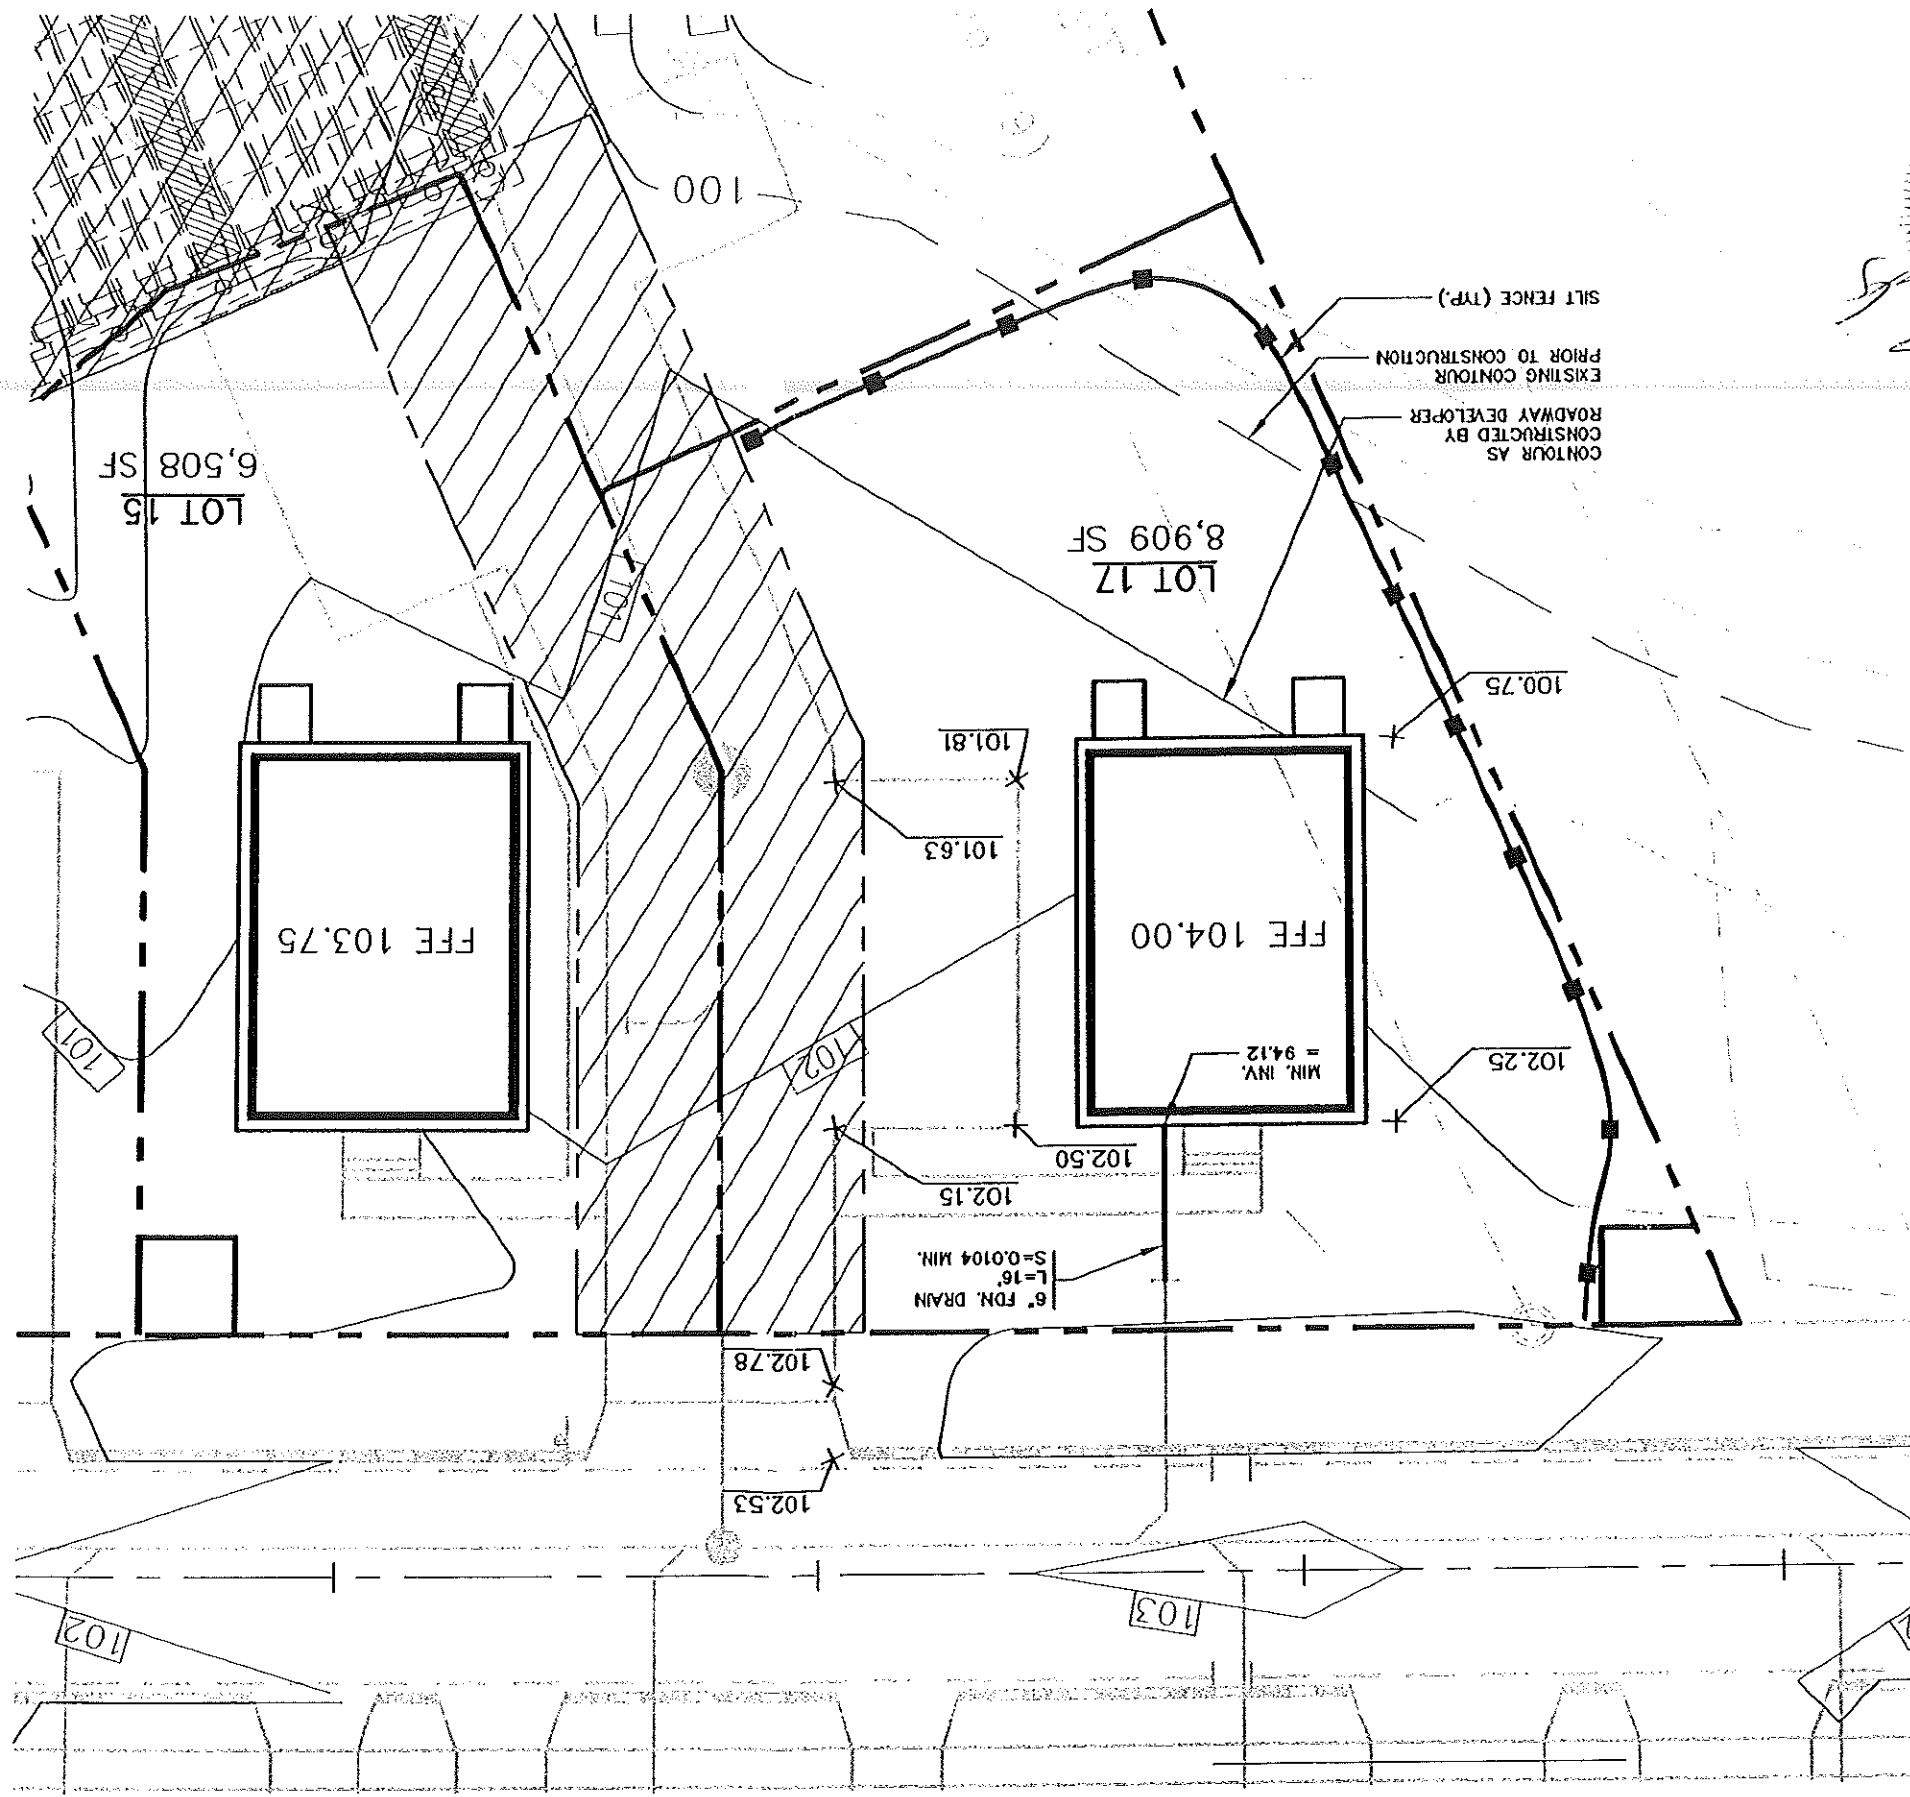 103
102
102.53
102.78
6" FDN. DRAIN
L=16'
S=0.0104 MIN.
102.15
102.50
102.25
MIN. INV.
= 94.12
102
101
FFE 104.00
FFE 103.75
101.63
101.81
100.75
101
LOT 17
8,909 SF
LOT 15
6,508 SF
CONTOUR AS
CONSTRUCTED BY
ROADWAY DEVELOPER
EXISTING CONTOUR
PRIOR TO CONSTRUCTION
SILT FENCE (TYP.)
100